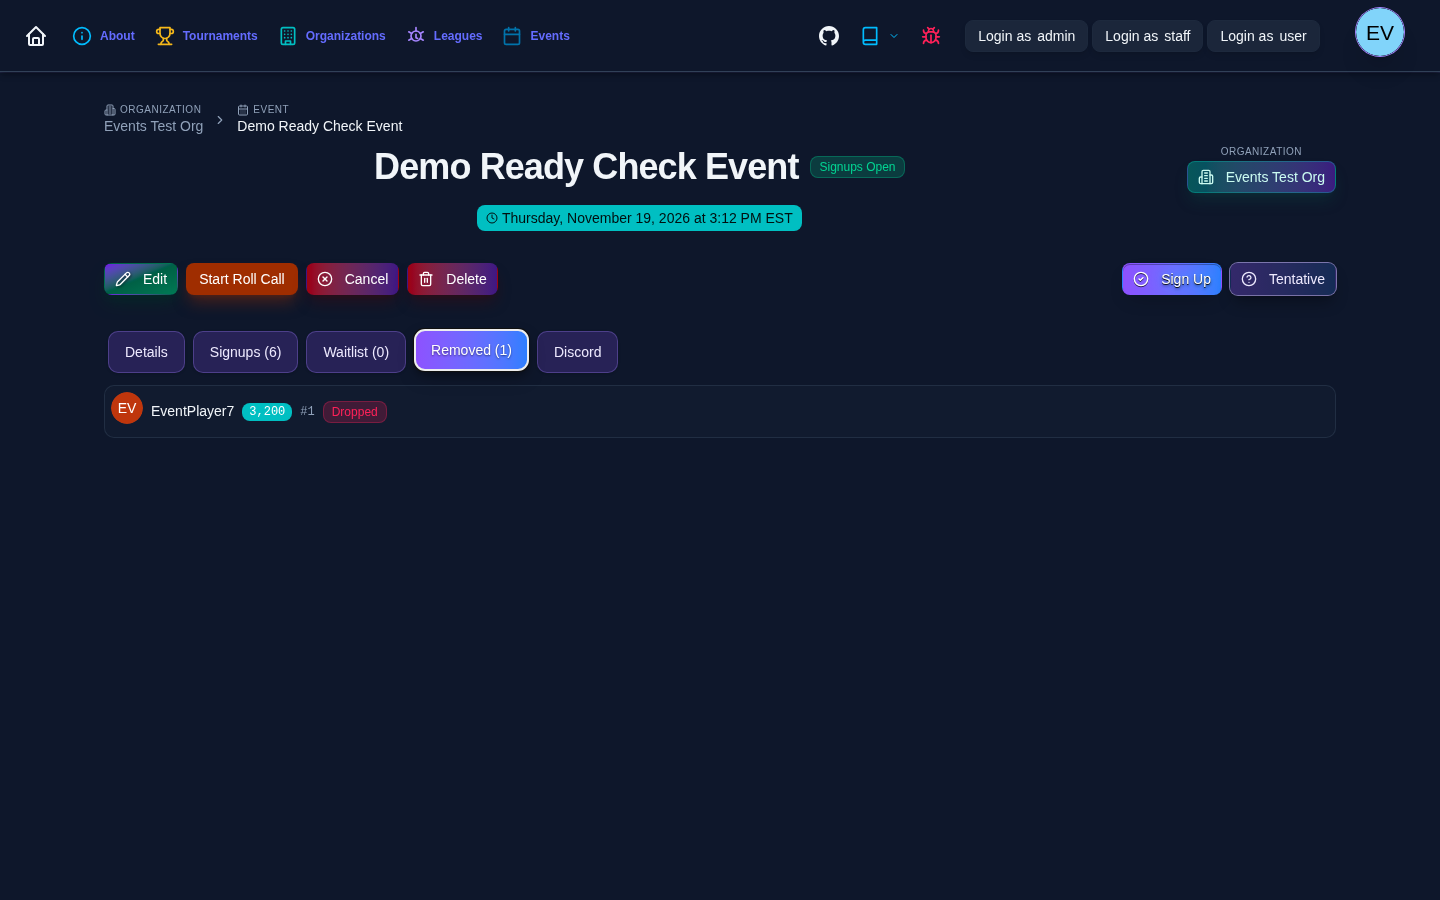 About Tournaments Organizations Leagues Events Login as admin Login as staff Login as user EV
ORGANIZATION EVENT
Events Test Org Demo Ready Check Event
Demo Ready Check Event Signups Open
ORGANIZATION
Events Test Org
Thursday, November 19, 2026 at 3:12 PM EST
Edit Start Roll Call Cancel Delete Sign Up Tentative
Details Signups (6) Waitlist (0) Removed (1) Discord
EV EventPlayer7 3,200 #1 Dropped